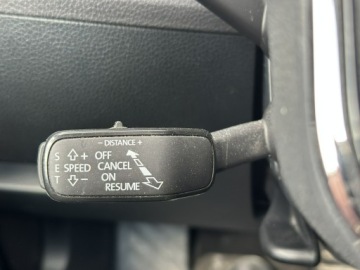 - DISTANCE +
S ⇧+ OFF
E SPEED CANCEL
ON
T ⇩- RESUME